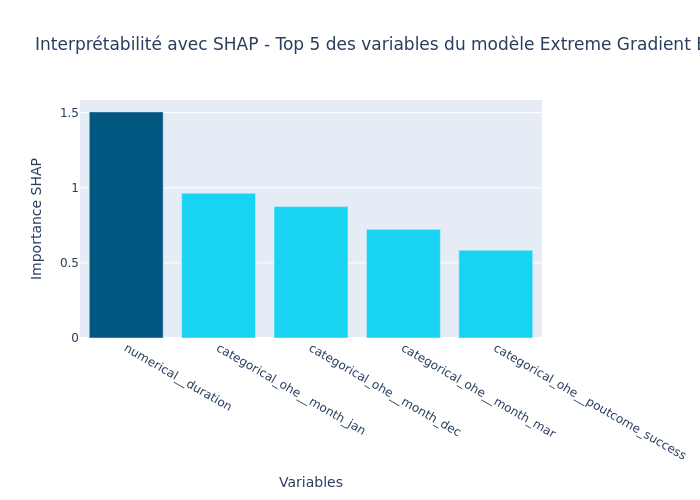 Interprétabilité avec SHAP - Top 5 des variables du modèle Extreme Gradient
Importance SHAP
1.5
1
0.5
0
numerical__duration
categorical_ohe__month_jan
categorical_ohe__month_dec
categorical_ohe__month_mar
categorical_ohe__poutcome_success
Variables